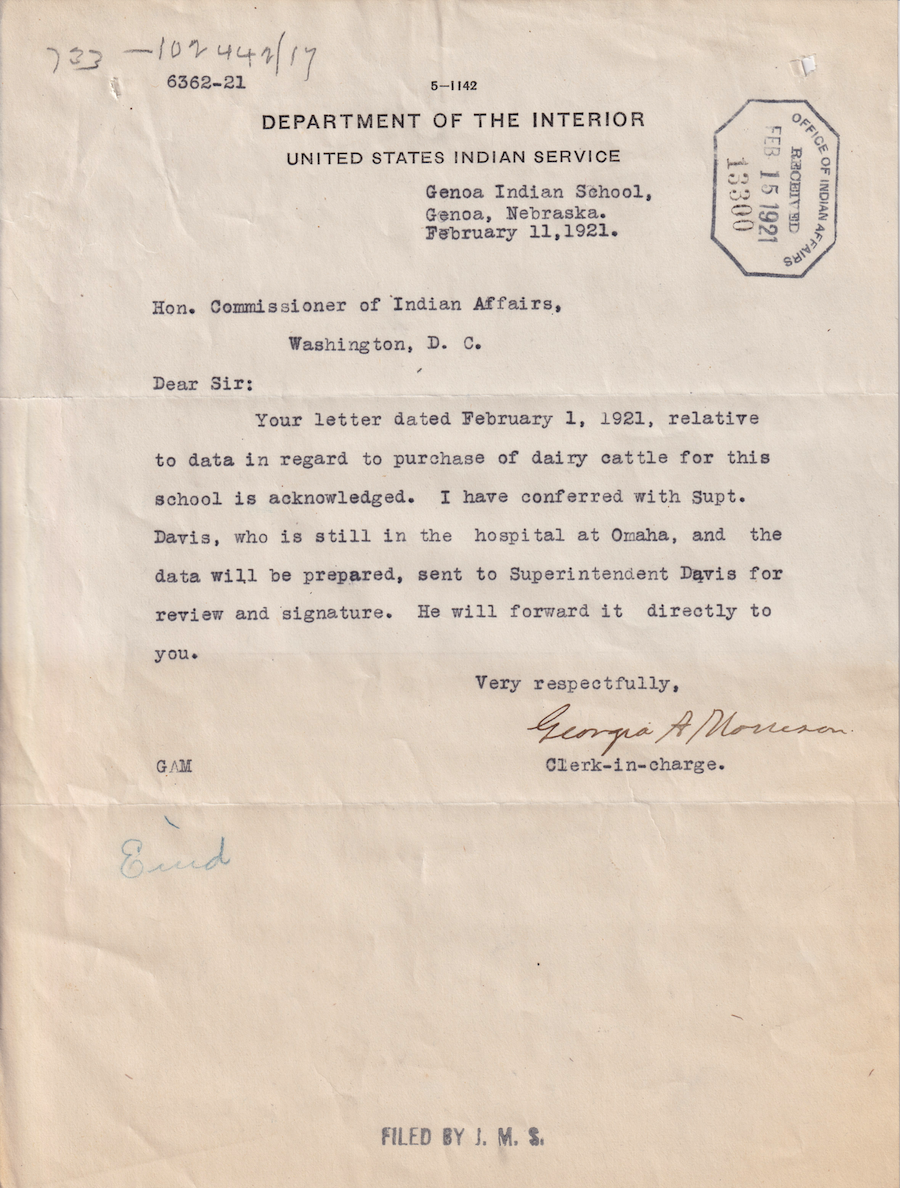 733 -102442/17
6362-21
5-1142
DEPARTMENT OF THE INTERIOR
UNITED STATES INDIAN SERVICE
OFFICE OF INDIAN AFFAIRS
RECEIVED
FEB 15 1921
13300
Genoa Indian School,
Genoa, Nebraska.
February 11,1921.
Hon. Commissioner of Indian Affairs,
Washington, D. C.
Dear Sir:
Your letter dated February 1, 1921, relative
to data in regard to purchase of dairy cattle for this
school is acknowledged. I have conferred with Supt.
Davis, who is still in the hospital at Omaha, and the
data will be prepared, sent to Superintendent Davis for
review and signature. He will forward it directly to
you.
Very respectfully,
Georgia A Morrison
Clerk-in-charge.
GAM
FILED BY J. M. S.